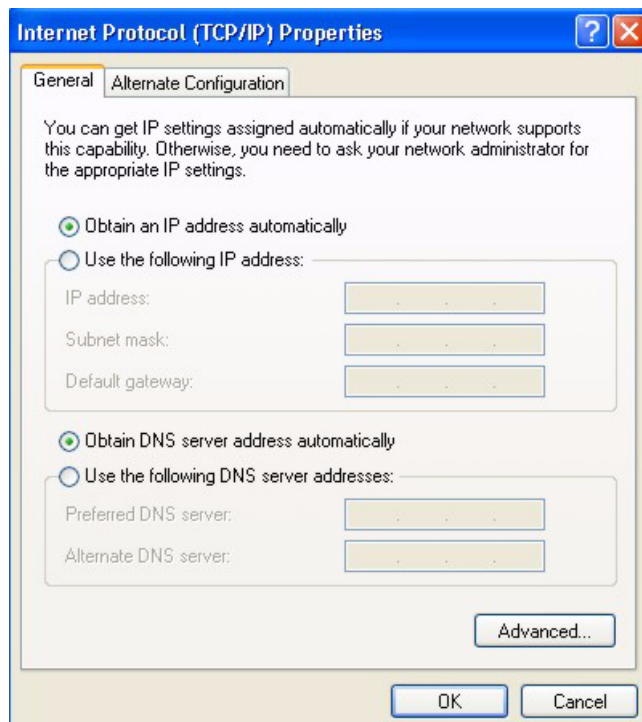 Internet Protocol (TCP/IP) Properties
General
Alternate Configuration
You can get IP settings assigned automatically if your network supports
this capability. Otherwise, you need to ask your network administrator for
the appropriate IP settings.
Obtain an IP address automatically
Use the following IP address:
IP address:
Subnet mask:
Default gateway:
Obtain DNS server address automatically
Use the following DNS server addresses:
Preferred DNS server:
Alternate DNS server:
Advanced...
OK
Cancel